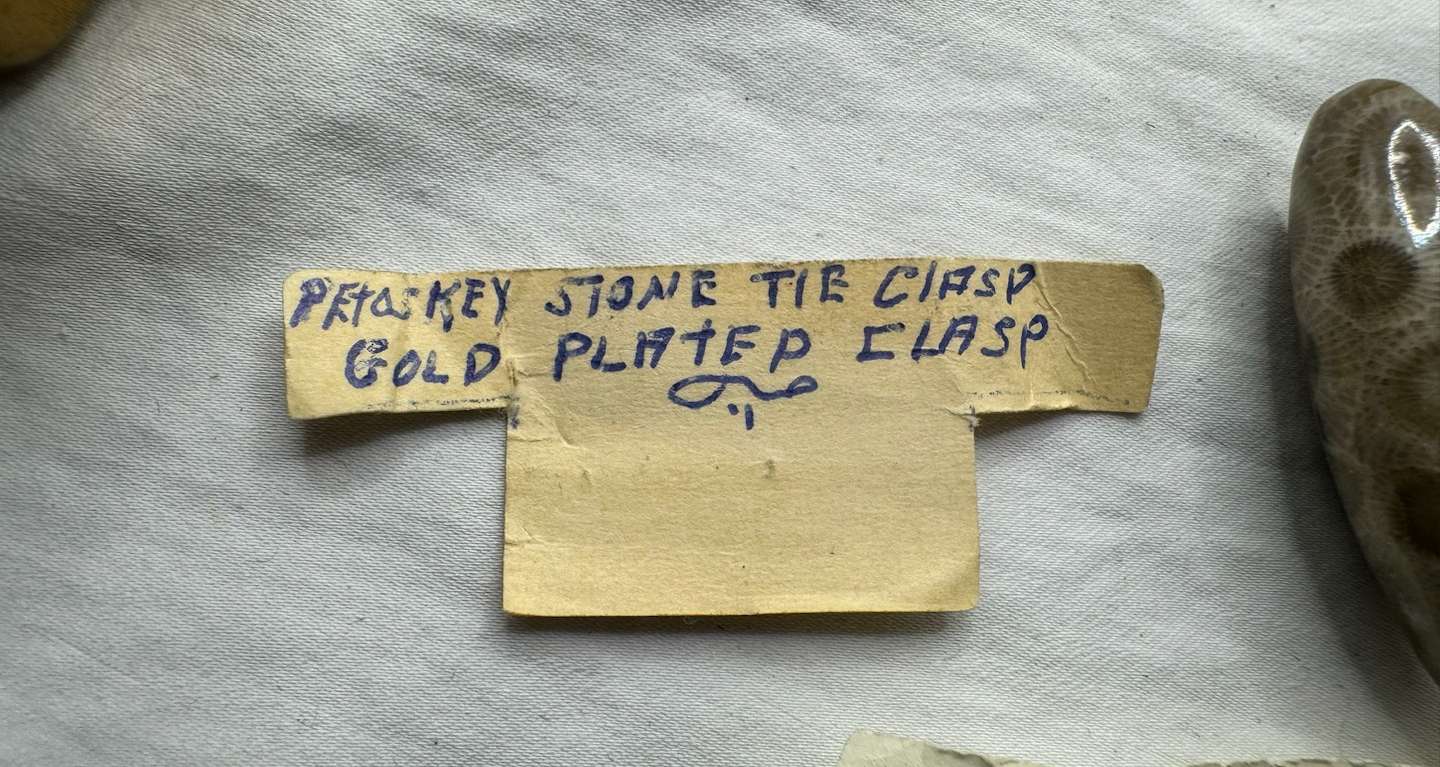 PEtosKEY STONE TIE ClASP
GOLD PLAtED CLASP